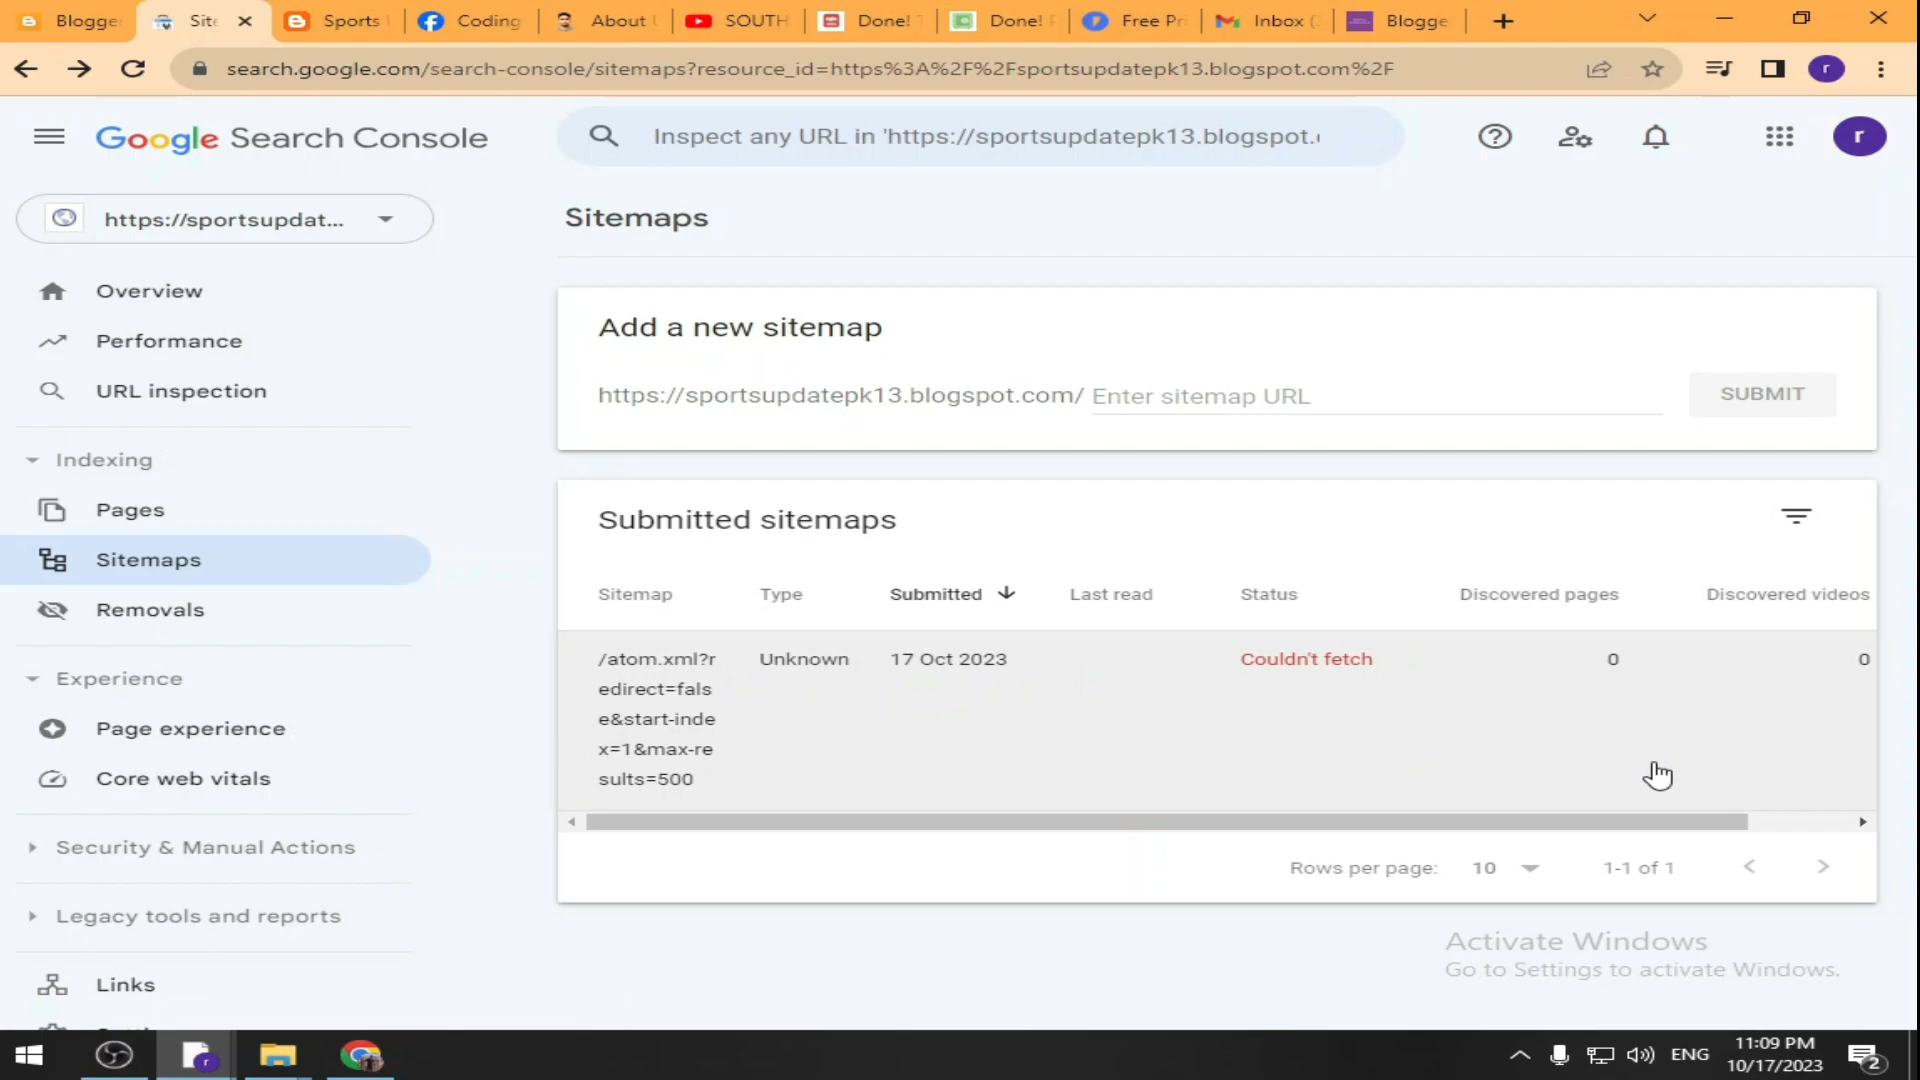 Blogge
Sit
Sports
Coding
About
SOUTH
Done!
Done!
Free Pri
Inbox (
Blogge
search.google.com/search-console/sitemaps?resource_id=https%3A%2F%2Fsportsupdatepk13.blogspot.com%2F
r
Google Search Console
Inspect any URL in 'https://sportsupdatepk13.blogspot.
r
https://sportsupdat...
Sitemaps
Overview
Performance
URL inspection
Indexing
Pages
Sitemaps
Removals
Experience
Page experience
Core web vitals
Security & Manual Actions
Legacy tools and reports
Links
Add a new sitemap
https://sportsupdatepk13.blogspot.com/ Enter sitemap URL
SUBMIT
Submitted sitemaps
Sitemap Type Submitted Last read Status Discovered pages Discovered videos
/atom.xml?r Unknown 17 Oct 2023 Couldn't fetch 0 0
edirect=fals
e&start-inde
x=1&max-re
sults=500
Rows per page: 10 1-1 of 1
Activate Windows
Go to Settings to activate Windows.
r
ENG
11:09 PM
10/17/2023
2